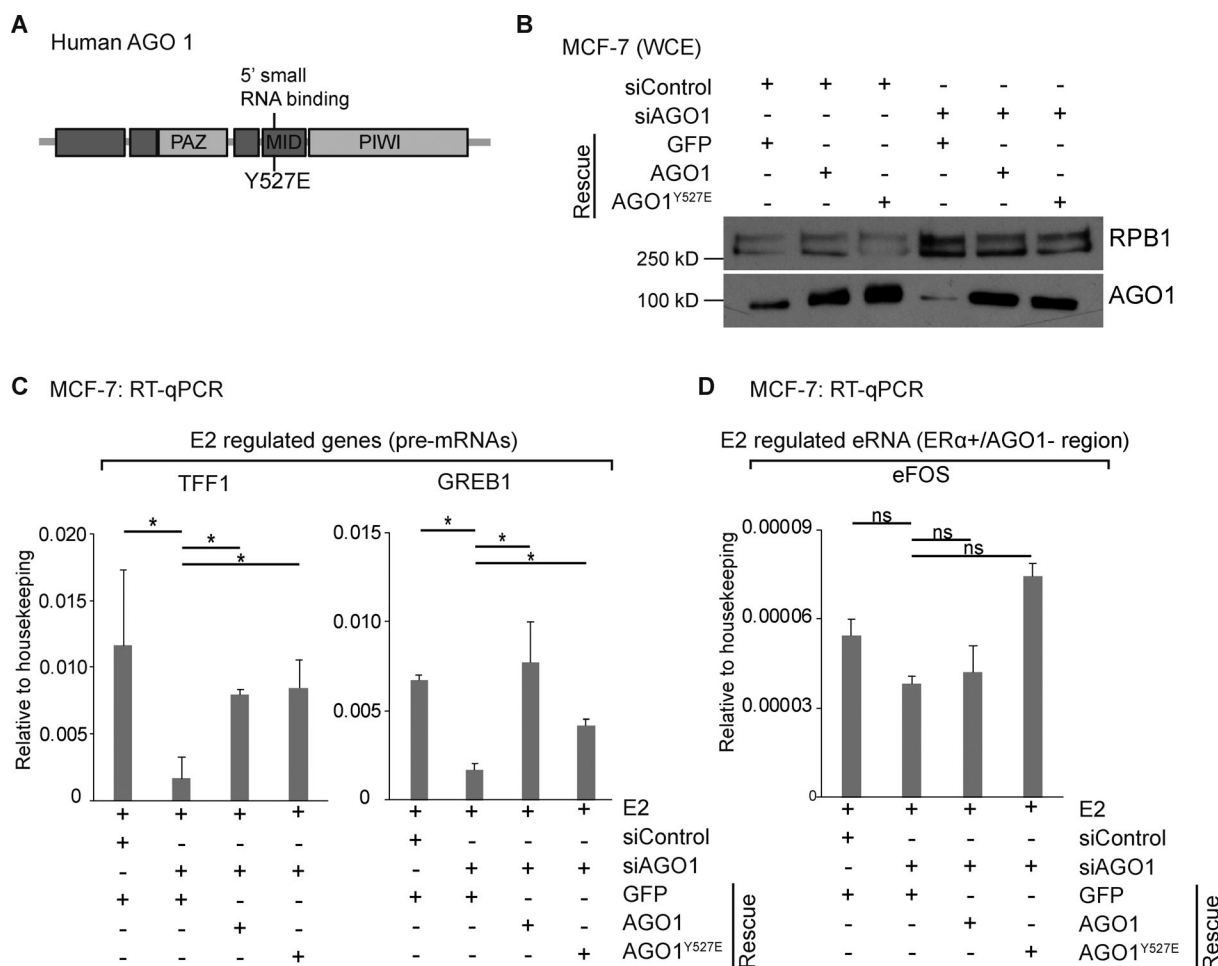 A
Human AGO 1
5' small
RNA binding
PAZ
MID
PIWI
Y527E
B
MCF-7 (WCE)
siControl + + + - - -
siAGO1 - - - + + +
Rescue
GFP + - - + - -
AGO1 - + - - + -
AGO1Y527E - - + - - +
RPB1
250 kD
100 kD
AGO1
C MCF-7: RT-qPCR
E2 regulated genes (pre-mRNAs)
TFF1
Relative to housekeeping
0.020
0.015
0.010
0.005
0
* * *
GREB1
0.015
0.010
0.005
0
* * *
+ + + + + + + + E2
+ - - - + - - - siControl
- + + + - + + + siAGO1
+ + - - + + - - GFP
- - + - - - + - AGO1
- - - + - - - + AGO1Y527E
Rescue
D MCF-7: RT-qPCR
E2 regulated eRNA (ERα+/AGO1- region)
eFOS
Relative to housekeeping
0.00009
0.00006
0.00003
0
ns
ns
ns
+ + + + E2
+ - - - siControl
- + + + siAGO1
+ + - - GFP
- - + - AGO1
- - - + AGO1Y527E
Rescue